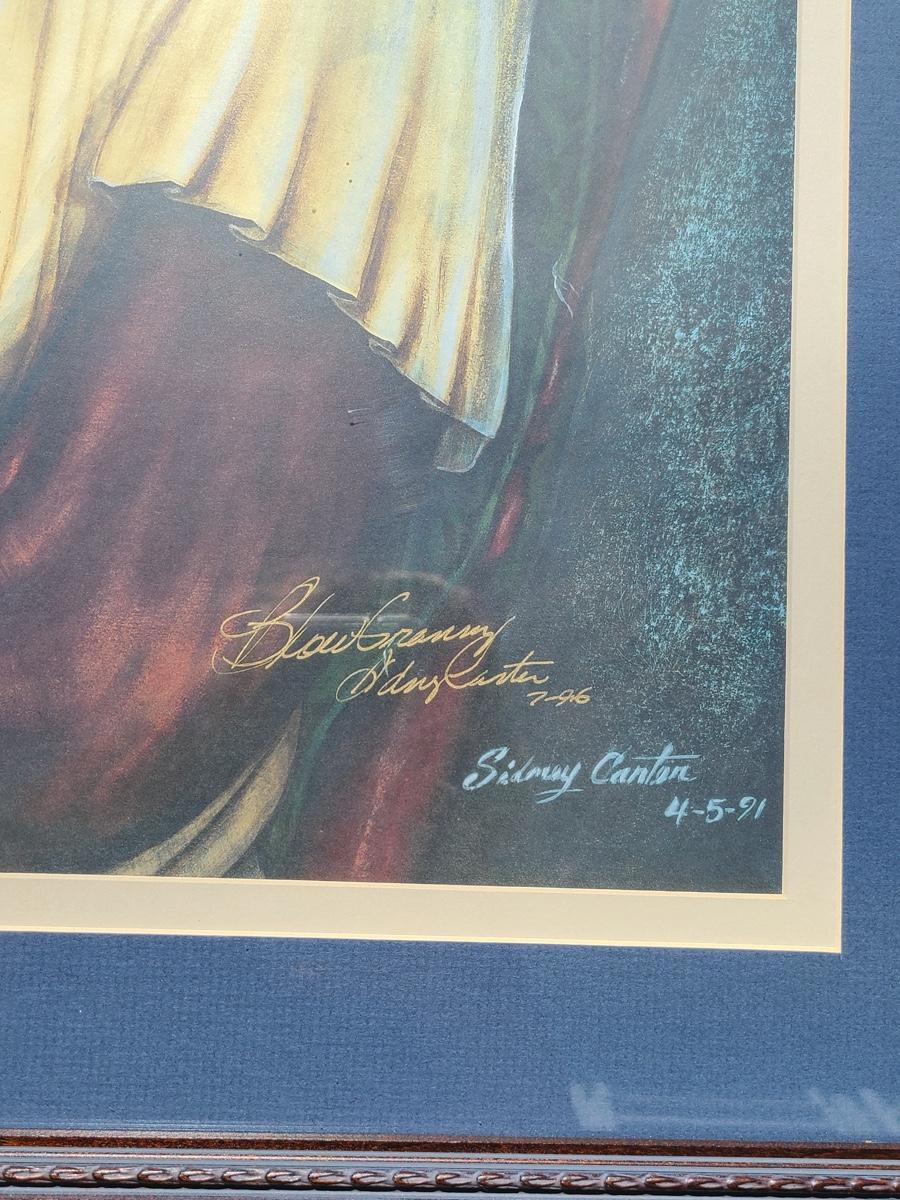 Blow Granny
Sidney Carter
7-96
Sidney Carter
4-5-91